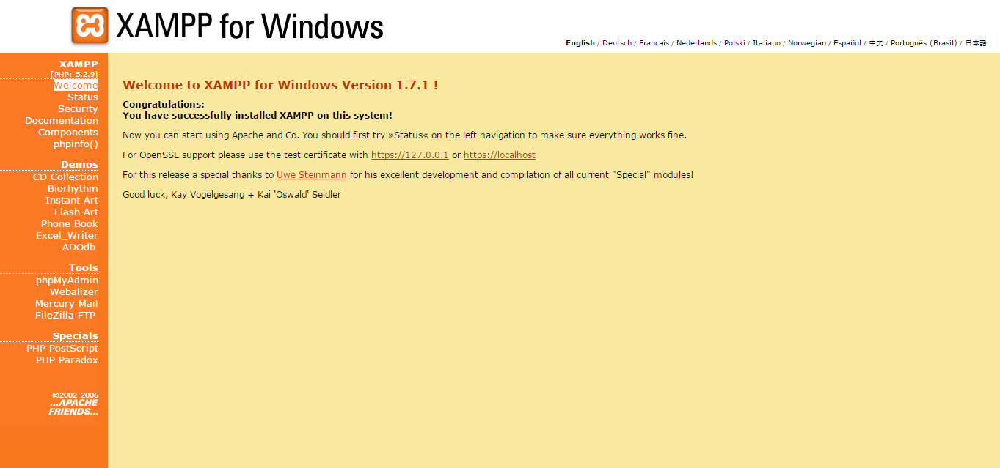 XAMPP for Windows
English / Deutsch / Francais / Nederlands / Polski / Italiano / Norwegian / Español / 中文 / Português (Brasil) / 日本語
XAMPP
[PHP: 5.2.9]
Welcome
Status
Security
Documentation
Components
phpinfo()
Demos
CD Collection
Biorhythm
Instant Art
Flash Art
Phone Book
Excel_Writer
ADOdb
Tools
phpMyAdmin
Webalizer
Mercury Mail
FileZilla FTP
Specials
PHP PostScript
PHP Paradox
©2002-2006
...APACHE
FRIENDS...
Welcome to XAMPP for Windows Version 1.7.1 !
Congratulations:
You have successfully installed XAMPP on this system!
Now you can start using Apache and Co. You should first try »Status« on the left navigation to make sure everything works fine.
For OpenSSL support please use the test certificate with https://127.0.0.1 or https://localhost
For this release a special thanks to Uwe Steinmann for his excellent development and compilation of all current "Special" modules!
Good luck, Kay Vogelgesang + Kai 'Oswald' Seidler